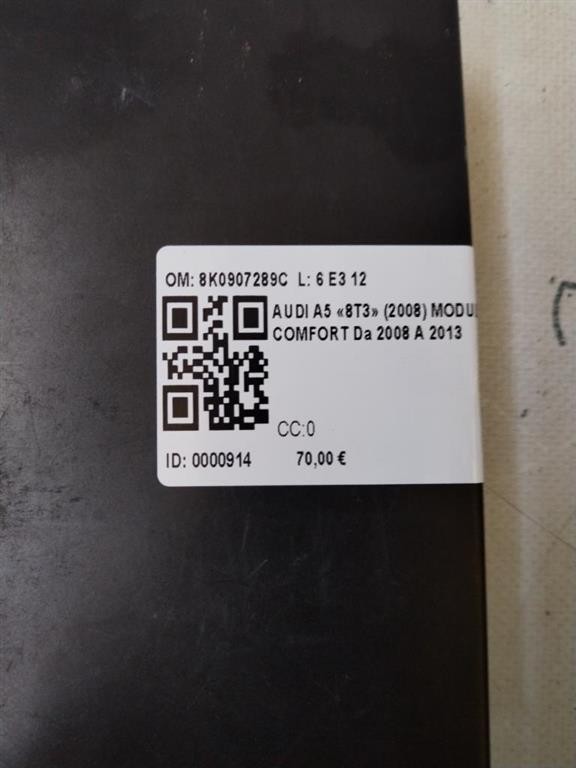 OM: 8K0907289C L: 6 E3 12
AUDI A5 «8T3» (2008) MODU
COMFORT Da 2008 A 2013
CC:0
ID: 0000914 70,00 €